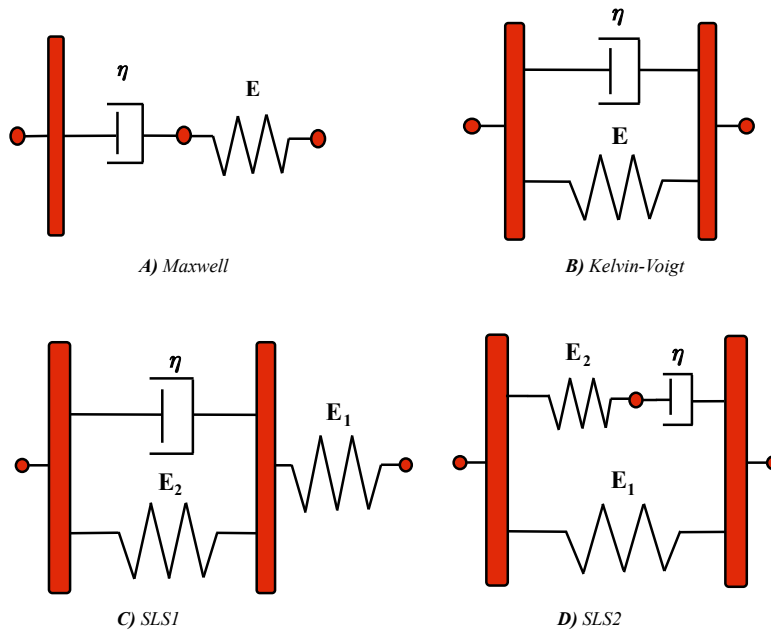 η
E
A) Maxwell
η
E
B) Kelvin-Voigt
η
E1
E2
C) SLS1
E2
η
E1
D) SLS2